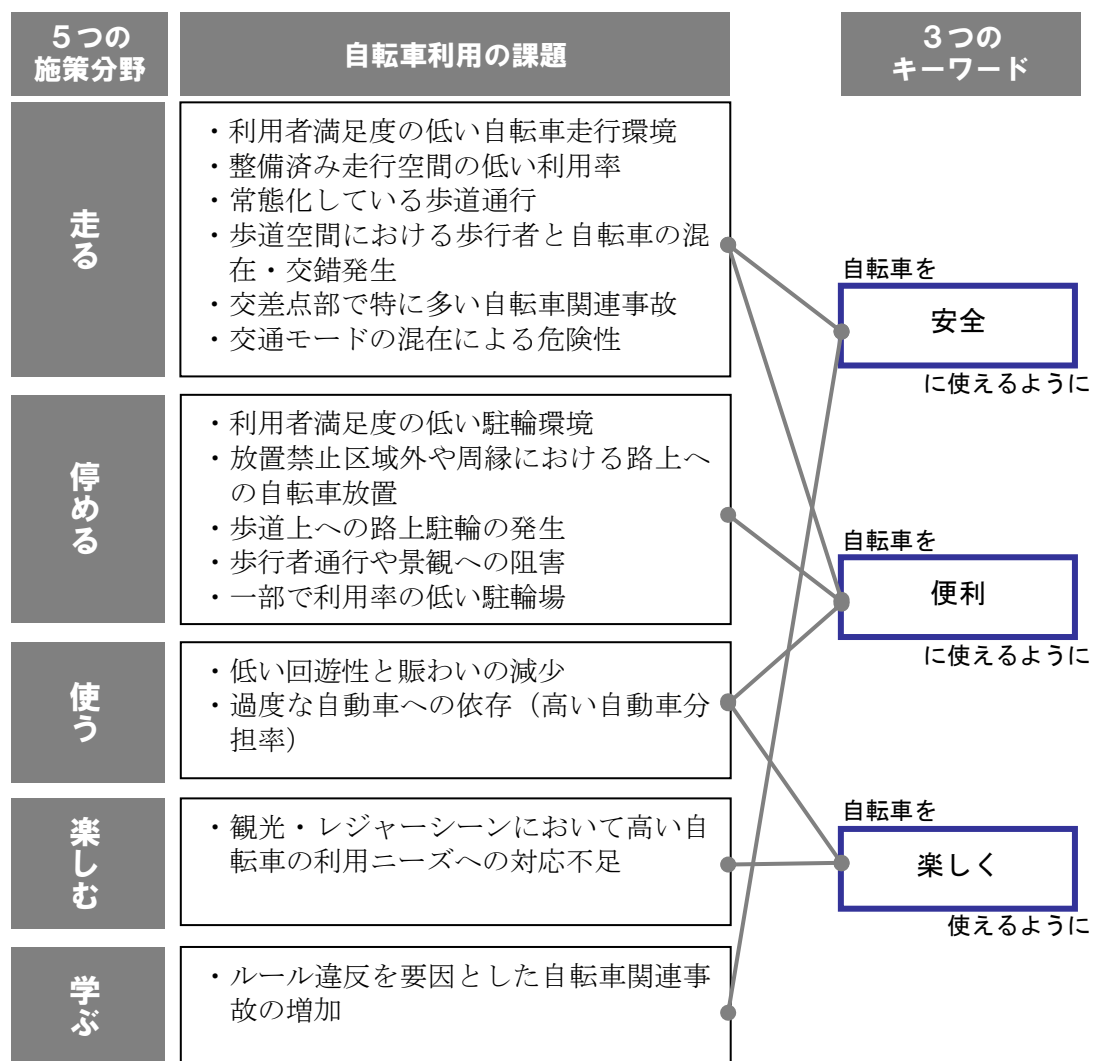 ５つの
施策分野
自転車利用の課題
３つの
キーワード
走る
・利用者満足度の低い自転車走行環境
・整備済み走行空間の低い利用率
・常態化している歩道通行
・歩道空間における歩行者と自転車の混
在・交錯発生
・交差点部で特に多い自転車関連事故
・交通モードの混在による危険性
自転車を
安全
に使えるように
停める
・利用者満足度の低い駐輪環境
・放置禁止区域外や周縁における路上へ
の自転車放置
・歩道上への路上駐輪の発生
・歩行者通行や景観への阻害
・一部で利用率の低い駐輪場
自転車を
便利
に使えるように
使う
・低い回遊性と賑わいの減少
・過度な自動車への依存（高い自動車分
担率）
楽しむ
・観光・レジャーシーンにおいて高い自
転車の利用ニーズへの対応不足
自転車を
楽しく
使えるように
学ぶ
・ルール違反を要因とした自転車関連事
故の増加